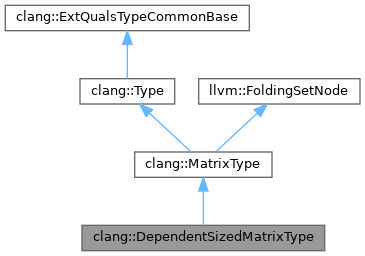 clang::ExtQualsTypeCommonBase
clang::Type
llvm::FoldingSetNode
clang::MatrixType
clang::DependentSizedMatrixType